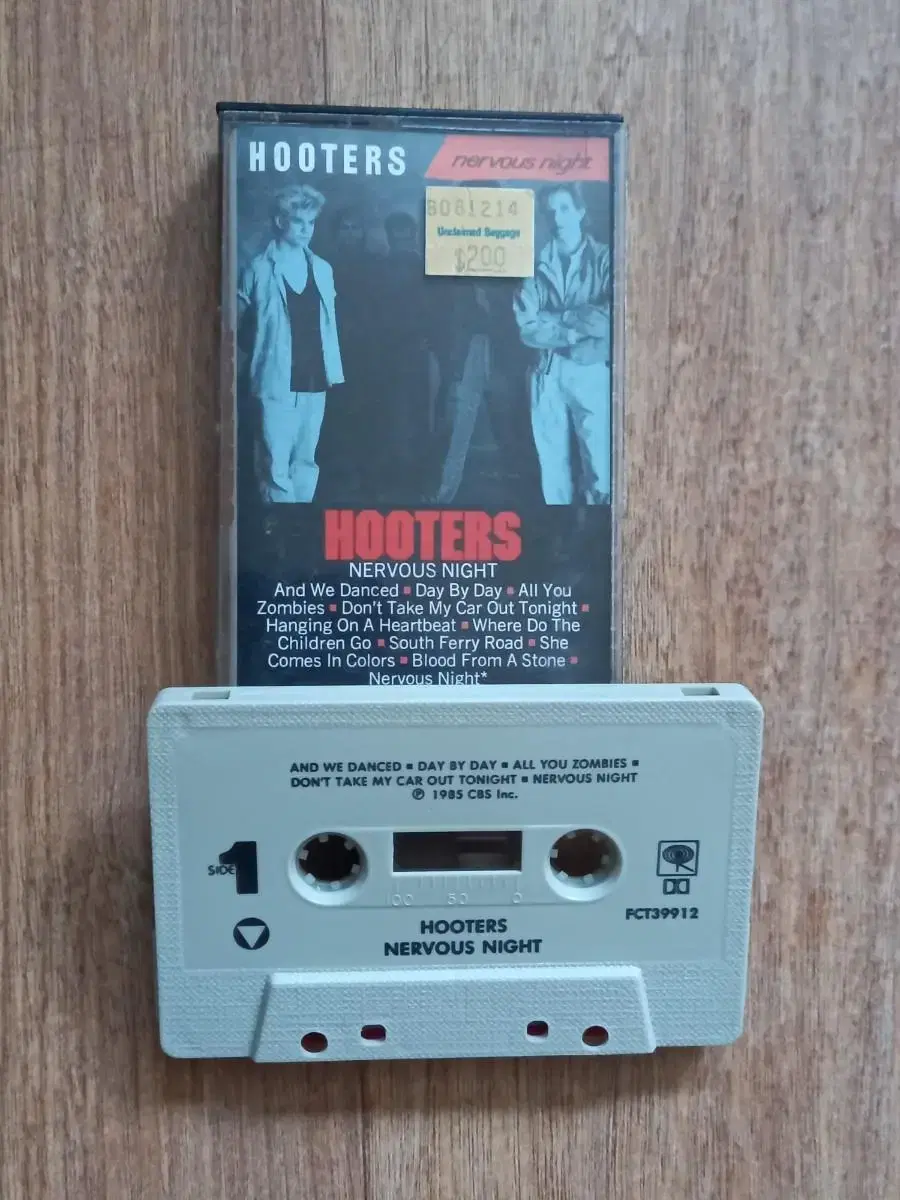 HOOTERS nervous night
8081214
Unclaimed Baggage
$2.00
HOOTERS
NERVOUS NIGHT
And We Danced ▪ Day By Day ▪ All You
Zombies ▪ Don't Take My Car Out Tonight ▪
Hanging On A Heartbeat ▪ Where Do The
Children Go ▪ South Ferry Road ▪ She
Comes In Colors ▪ Blood From A Stone ▪
Nervous Night*
AND WE DANCED ▪ DAY BY DAY ▪ ALL YOU ZOMBIES ▪
DON'T TAKE MY CAR OUT TONIGHT ▪ NERVOUS NIGHT
℗ 1985 CBS Inc.
SIDE 1
100 50 0
FCT39912
HOOTERS
NERVOUS NIGHT